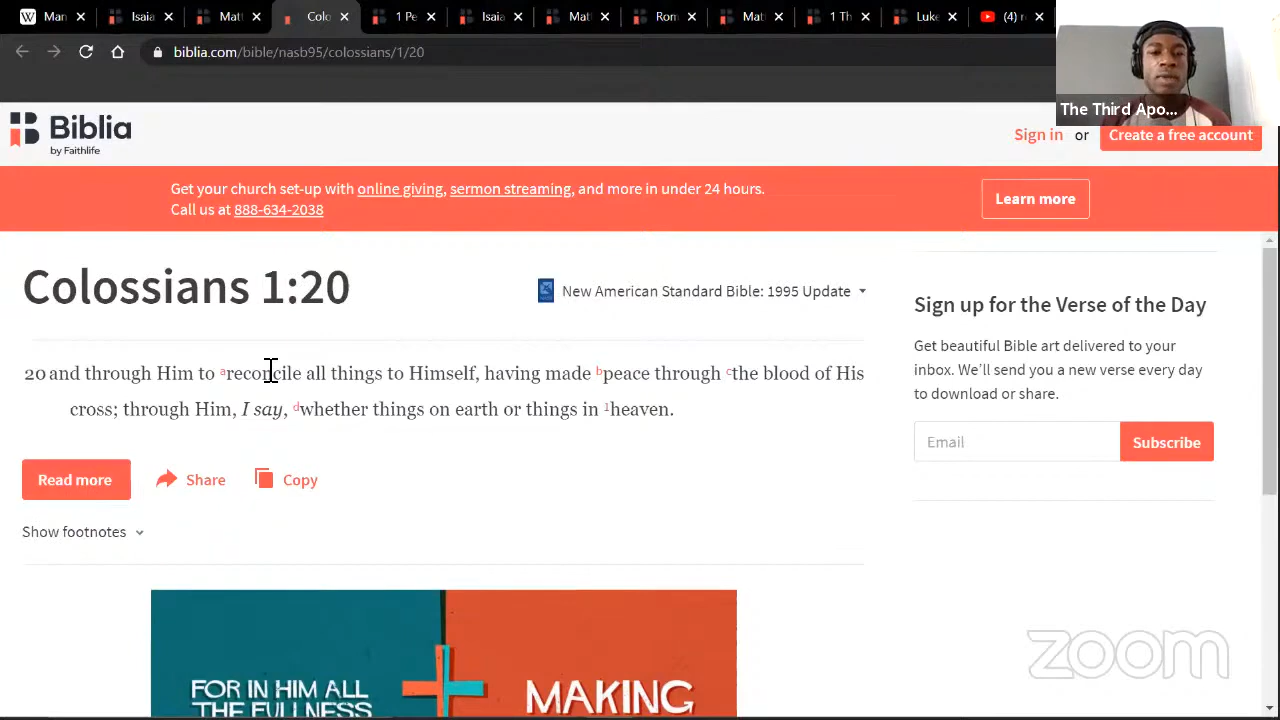 Man
Isaia
Matt
Colo
1 Pe
Isaia
Matt
Rom
Matt
1 Th
Luke
(4) r
biblia.com/bible/nasb95/colossians/1/20
The Third Apo...
Biblia
by Faithlife
Sign in or Create a free account
Get your church set-up with online giving, sermon streaming, and more in under 24 hours.
Call us at 888-634-2038
Learn more
Colossians 1:20
New American Standard Bible: 1995 Update
20 and through Him to a reconcile all things to Himself, having made b peace through c the blood of His
cross; through Him, I say, d whether things on earth or things in 1 heaven.
Read more
Share
Copy
Show footnotes
Sign up for the Verse of the Day
Get beautiful Bible art delivered to your
inbox. We'll send you a new verse every day
to download or share.
Email
Subscribe
FOR IN HIM ALL
THE FULLNESS
MAKING
zoom